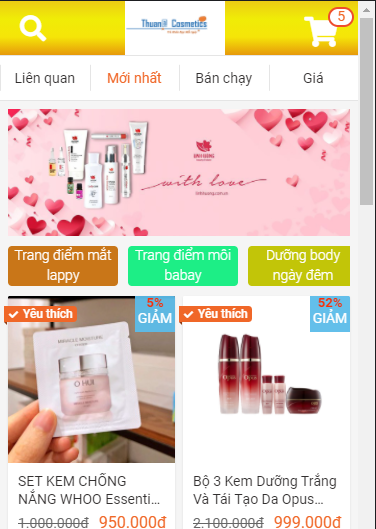 Thuận Cosmetics
5
Liên quan
Mới nhất
Bán chạy
Giá
with love
Trang điểm mắt
lappy
Trang điểm môi
babay
Dưỡng body
ngày đêm
Yêu thích
5%
GIẢM
MIRACLE MOISTURE
O HUI
Yêu thích
52%
GIẢM
SET KEM CHỐNG
NẮNG WHOO Essenti...
1.000.000đ 950.000đ
Bộ 3 Kem Dưỡng Trắng
Và Tái Tạo Da Opus...
2.100.000đ 999.000đ